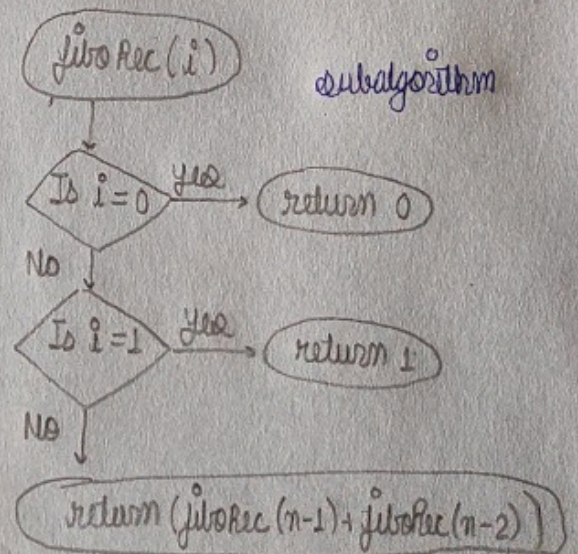 fiboRec(i)
subalgorithm
Is i=0
yes
return 0
NO
Is i=1
yes
return 1
NO
return(fiboRec(n-1)+fiboRec(n-2))